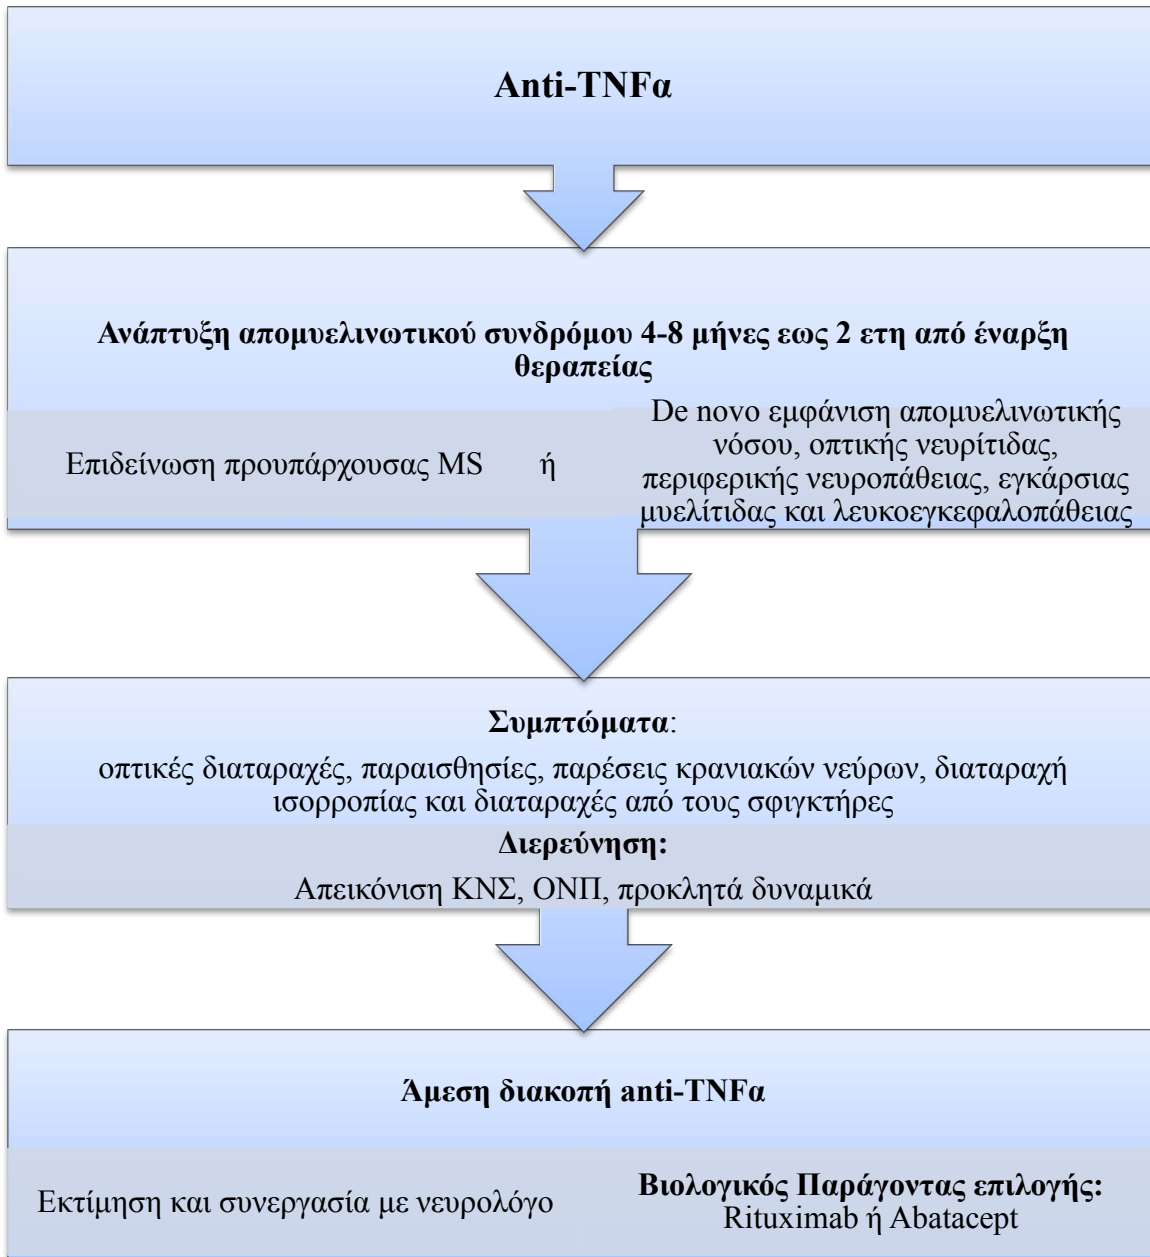 Anti-TNFα
Ανάπτυξη απομυελινωτικού συνδρόμου 4-8 μήνες εως 2 ετη από έναρξη
θεραπείας
Επιδείνωση προυπάρχουσας MS ή
De novo εμφάνιση απομυελινωτικής
νόσου, οπτικής νευρίτιδας,
περιφερικής νευροπάθειας, εγκάρσιας
μυελίτιδας και λευκοεγκεφαλοπάθειας
Συμπτώματα:
οπτικές διαταραχές, παραισθησίες, παρέσεις κρανιακών νεύρων, διαταραχή
ισορροπίας και διαταραχές από τους σφιγκτήρες
Διερεύνηση:
Απεικόνιση ΚΝΣ, ΟΝΠ, προκλητά δυναμικά
Άμεση διακοπή anti-TNFα
Εκτίμηση και συνεργασία με νευρολόγο
Βιολογικός Παράγοντας επιλογής:
Rituximab ή Abatacept